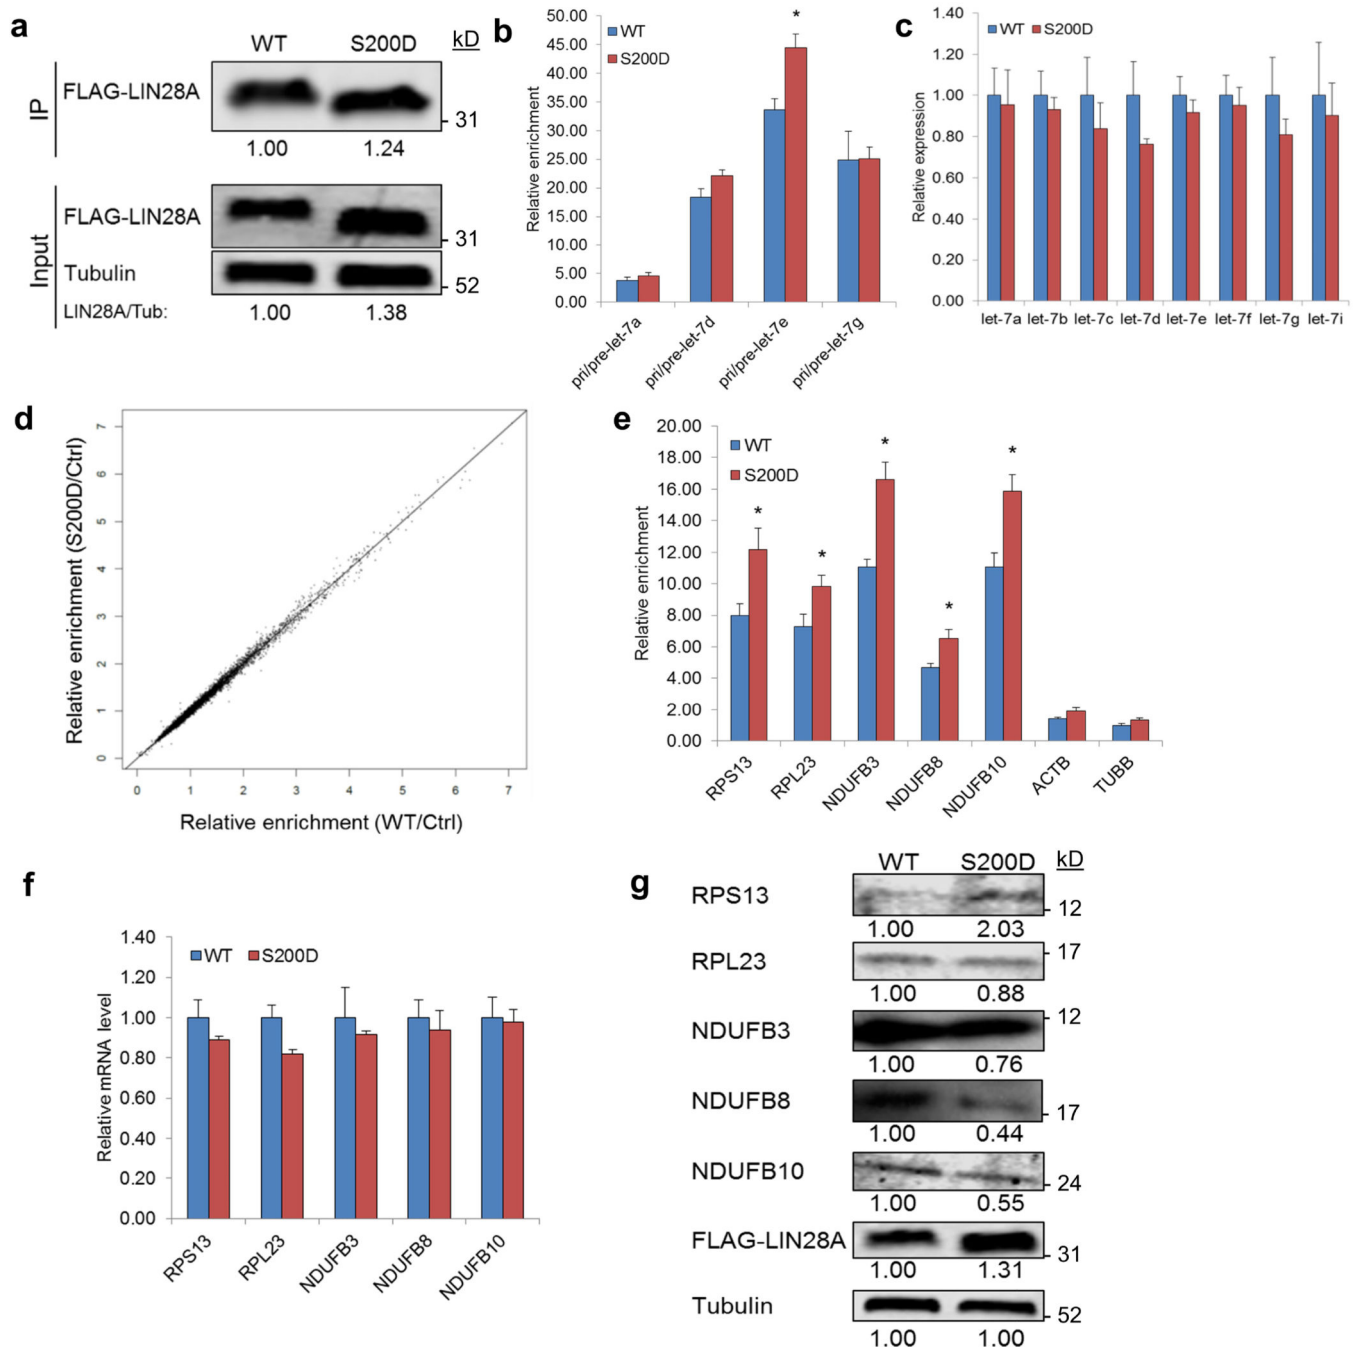 a
WT S200D kD
IP
FLAG-LIN28A
31
1.00 1.24
Input
FLAG-LIN28A
31
Tubulin
52
LIN28A/Tub: 1.00 1.38
b
Relative enrichment
50.00
45.00
40.00
35.00
30.00
25.00
20.00
15.00
10.00
5.00
0.00
WT
S200D
*
pri/pre-let-7a
pri/pre-let-7d
pri/pre-let-7e
pri/pre-let-7g
c
Relative expression
1.40
1.20
1.00
0.80
0.60
0.40
0.20
0.00
WT S200D
let-7a let-7b let-7c let-7d let-7e let-7f let-7g let-7i
d
Relative enrichment (S200D/Ctrl)
7
6
5
4
3
2
1
0
0 1 2 3 4 5 6 7
Relative enrichment (WT/Ctrl)
e
Relative enrichment
20.00
18.00
16.00
14.00
12.00
10.00
8.00
6.00
4.00
2.00
0.00
WT
S200D
* * * * *
RPS13
RPL23
NDUFB3
NDUFB8
NDUFB10
ACTB
TUBB
f
Relative mRNA level
1.40
1.20
1.00
0.80
0.60
0.40
0.20
0.00
WT S200D
RPS13
RPL23
NDUFB3
NDUFB8
NDUFB10
g
WT S200D kD
RPS13
12
1.00 2.03
RPL23
17
1.00 0.88
NDUFB3
12
1.00 0.76
NDUFB8
17
1.00 0.44
NDUFB10
24
1.00 0.55
FLAG-LIN28A
31
1.00 1.31
Tubulin
52
1.00 1.00